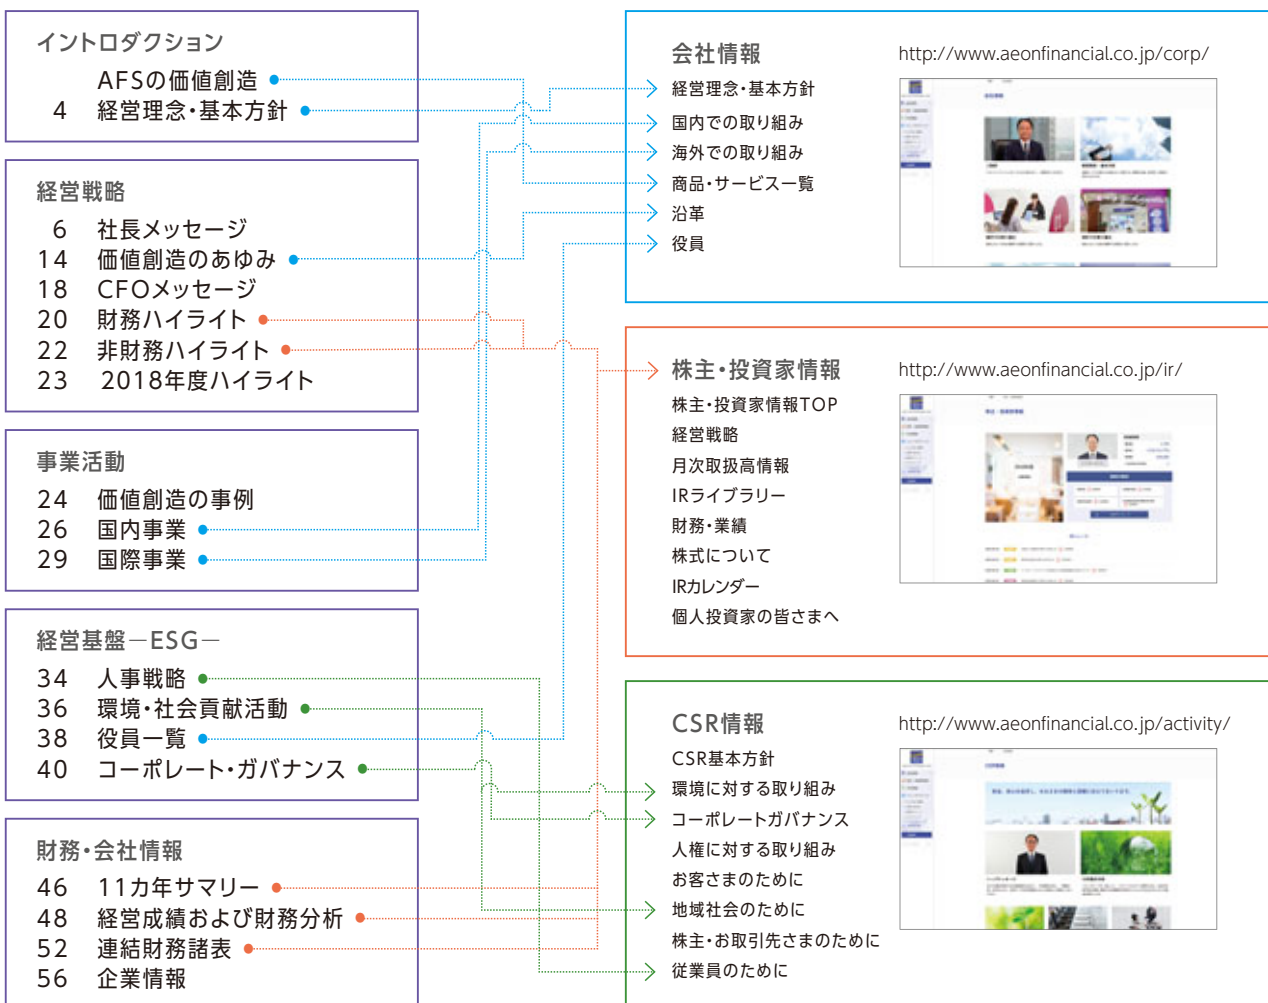 イントロダクション
AFSの価値創造
4 経営理念・基本方針
経営戦略
6 社長メッセージ
14 価値創造のあゆみ
18 CFOメッセージ
20 財務ハイライト
22 非財務ハイライト
23 2018年度ハイライト
事業活動
24 価値創造の事例
26 国内事業
29 国際事業
経営基盤－ESG－
34 人事戦略
36 環境・社会貢献活動
38 役員一覧
40 コーポレート・ガバナンス
財務・会社情報
46 11カ年サマリー
48 経営成績および財務分析
52 連結財務諸表
56 企業情報
会社情報 http://www.aeonfinancial.co.jp/corp/
経営理念・基本方針
国内での取り組み
海外での取り組み
商品・サービス一覧
沿革
役員
会社情報
株主・投資家情報 http://www.aeonfinancial.co.jp/ir/
株主・投資家情報TOP
経営戦略
月次取扱高情報
IRライブラリー
財務・業績
株式について
IRカレンダー
個人投資家の皆さまへ
株主・投資家情報
CSR情報 http://www.aeonfinancial.co.jp/activity/
CSR基本方針
環境に対する取り組み
コーポレートガバナンス
人権に対する取り組み
お客さまのために
地域社会のために
株主・お取引先さまのために
従業員のために
CSR情報